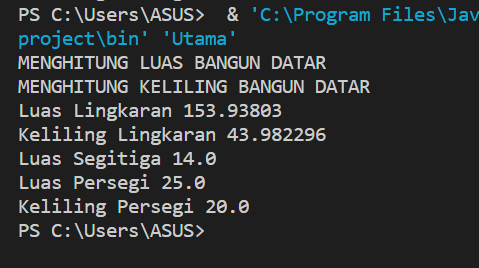 PS C:\Users\ASUS>  & 'C:\Program Files\Jav
project\bin' 'Utama'
MENGHITUNG LUAS BANGUN DATAR
MENGHITUNG KELILING BANGUN DATAR
Luas Lingkaran 153.93803
Keliling Lingkaran 43.982296
Luas Segitiga 14.0
Luas Persegi 25.0
Keliling Persegi 20.0
PS C:\Users\ASUS>